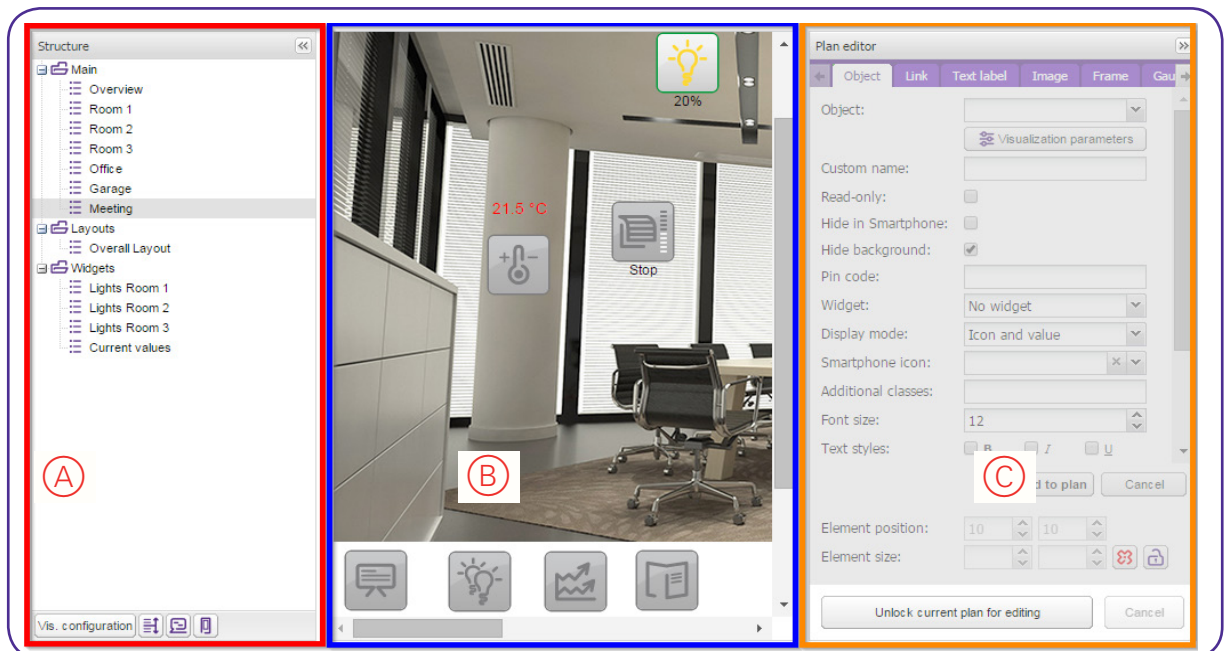 Structure
Main
Overview
Room 1
Room 2
Room 3
Office
Garage
Meeting
Layouts
Overall Layout
Widgets
Lights Room 1
Lights Room 2
Lights Room 3
Current values
Vis. configuration
A
20%
21.5 °C
Stop
B
Plan editor
Object Link Text label Image Frame Gau
Object:
Visualization parameters
Custom name:
Read-only:
Hide in Smartphone:
Hide background:
Pin code:
Widget: No widget
Display mode: Icon and value
Smartphone icon:
Additional classes:
Font size: 12
Text styles: B I U
C
d to plan Cancel
Element position: 10 10
Element size:
Unlock current plan for editing Cancel